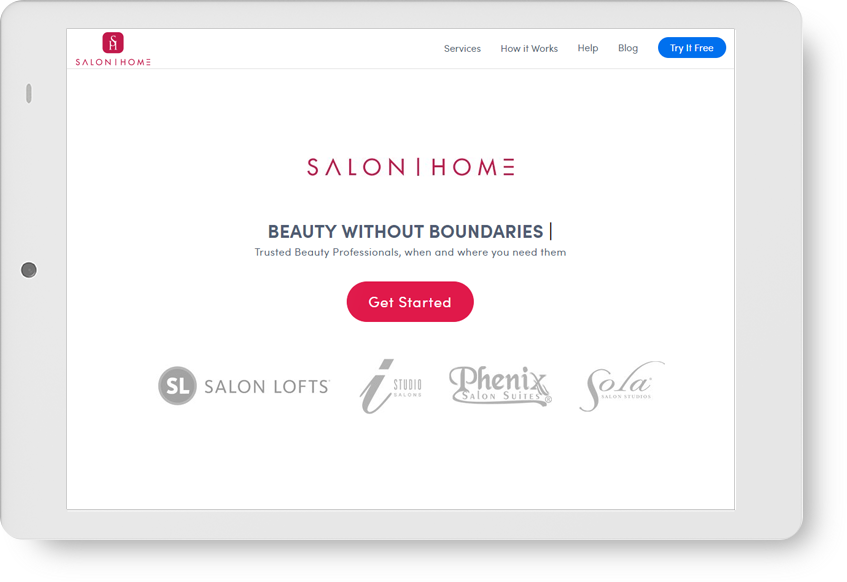 SH
SALON|HOME
Services How it Works Help Blog Try It Free
SALON|HOME
BEAUTY WITHOUT BOUNDARIES |
Trusted Beauty Professionals, when and where you need them
Get Started
SL SALON LOFTS
i STUDIO SALONS
Phenix SALON SUITES®
Sola® SALON STUDIOS